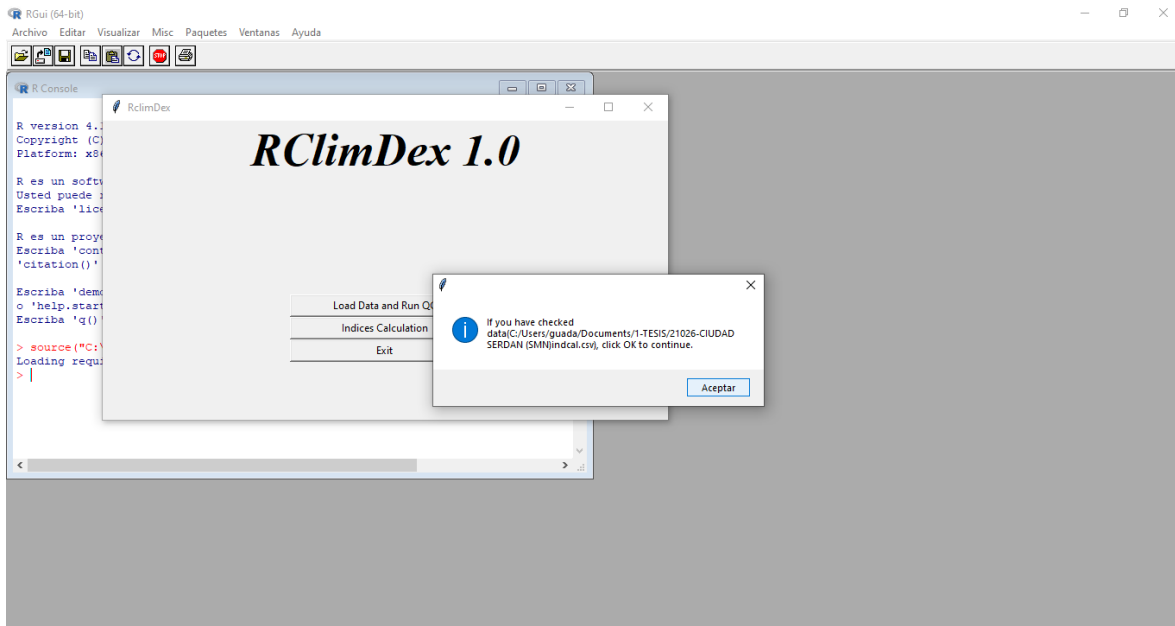 RGui (64-bit)
Archivo Editar Visualizar Misc Paquetes Ventanas Ayuda
STOP
R Console
RclimDex
RClimDex 1.0
R version 4.
Copyright (C)
Platform: x8
R es un softw
Usted puede
Escriba 'lice
R es un proye
Escriba 'cont
'citation()'
Escriba 'demo
o 'help.start
Escriba 'q()'
> source("C:\
Loading requi
>
Load Data and Run QC
Indices Calculation
Exit
If you have checked
data(C:/Users/guada/Documents/1-TESIS/21026-CIUDAD
SERDAN (SMN)indcal.csv), click OK to continue.
Aceptar